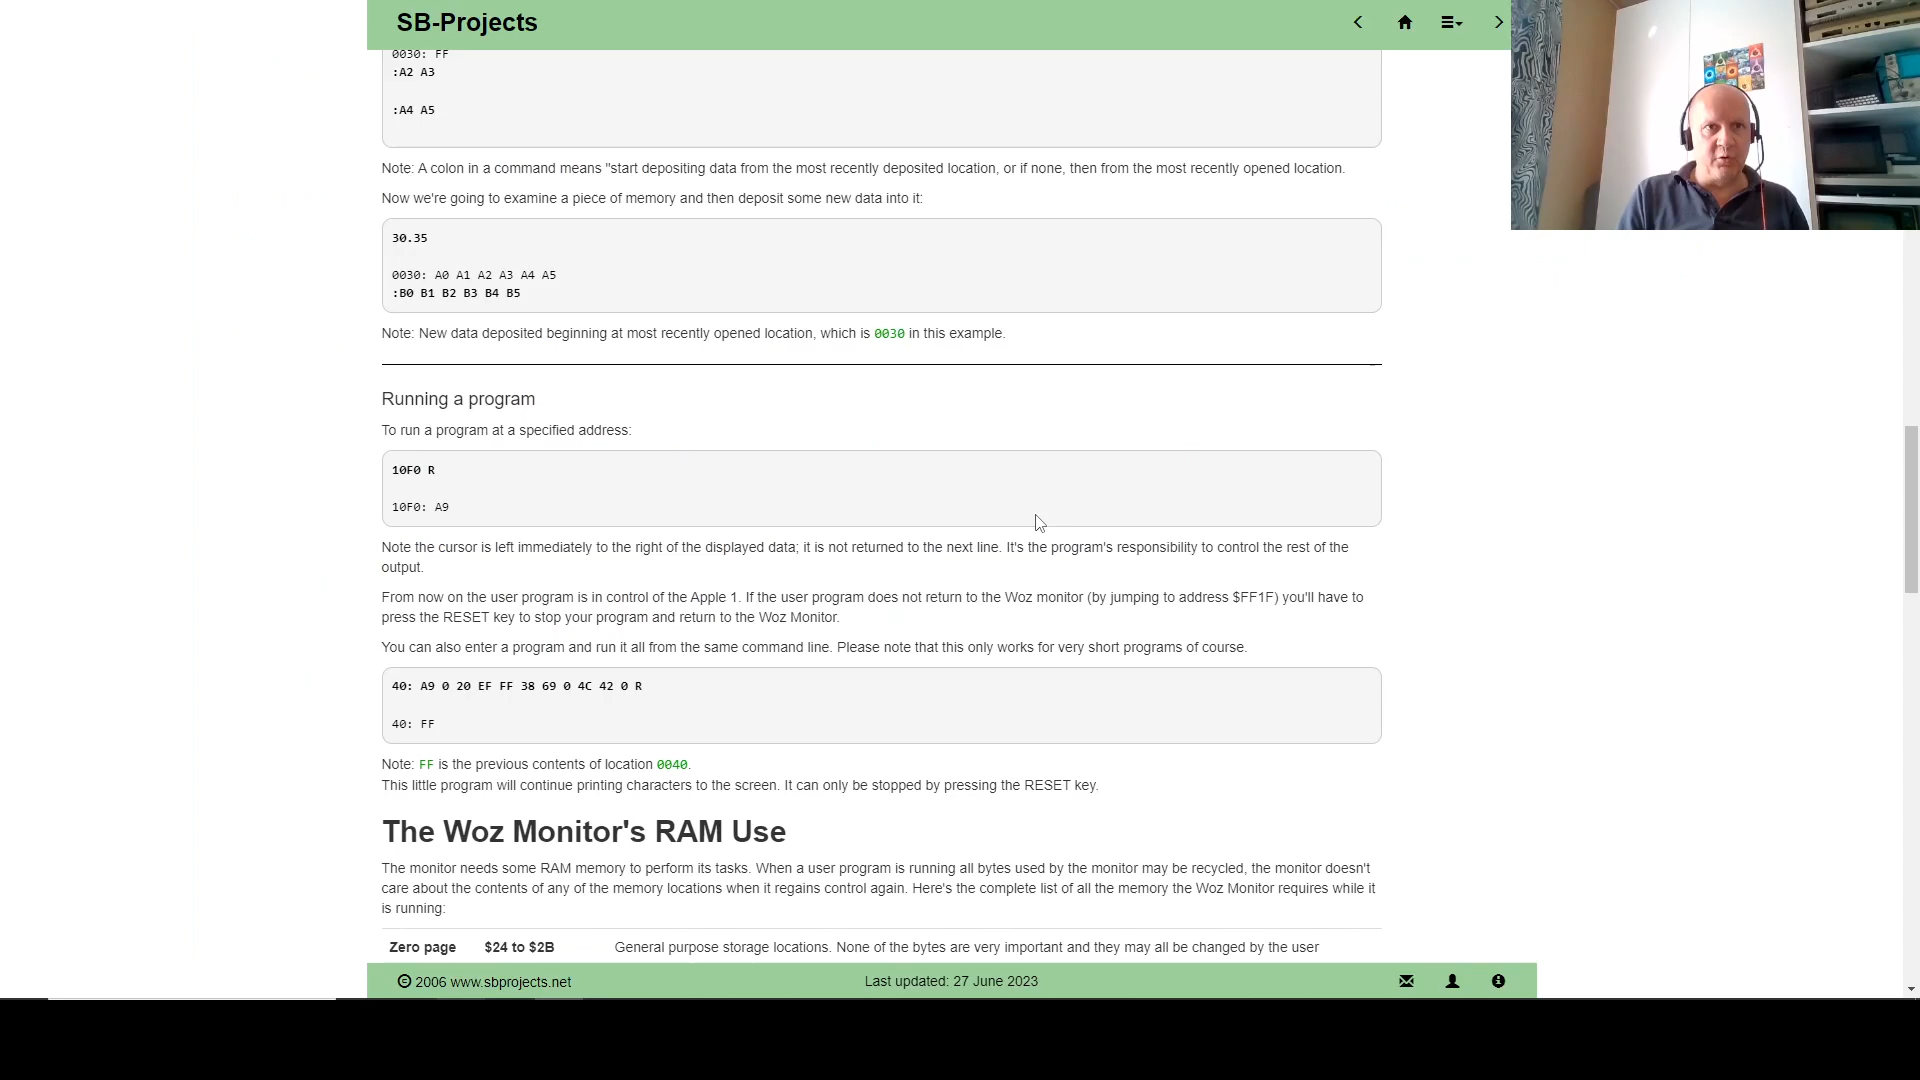 SB-Projects
0030: FF
:A2 A3
:A4 A5
Note: A colon in a command means "start depositing data from the most recently deposited location, or if none, then from the most recently opened location.
Now we're going to examine a piece of memory and then deposit some new data into it:
30.35
0030: A0 A1 A2 A3 A4 A5
:B0 B1 B2 B3 B4 B5
Note: New data deposited beginning at most recently opened location, which is 0030 in this example.
Running a program
To run a program at a specified address:
10F0 R
10F0: A9
Note the cursor is left immediately to the right of the displayed data; it is not returned to the next line. It's the program's responsibility to control the rest of the
output.
From now on the user program is in control of the Apple 1. If the user program does not return to the Woz monitor (by jumping to address $FF1F) you'll have to
press the RESET key to stop your program and return to the Woz Monitor.
You can also enter a program and run it all from the same command line. Please note that this only works for very short programs of course.
40: A9 0 20 EF FF 38 69 0 4C 42 0 R
40: FF
Note: FF is the previous contents of location 0040.
This little program will continue printing characters to the screen. It can only be stopped by pressing the RESET key.
The Woz Monitor's RAM Use
The monitor needs some RAM memory to perform its tasks. When a user program is running all bytes used by the monitor may be recycled, the monitor doesn't
care about the contents of any of the memory locations when it regains control again. Here's the complete list of all the memory the Woz Monitor requires while it
is running:
Zero page $24 to $2B General purpose storage locations. None of the bytes are very important and they may all be changed by the user
© 2006 www.sbprojects.net Last updated: 27 June 2023